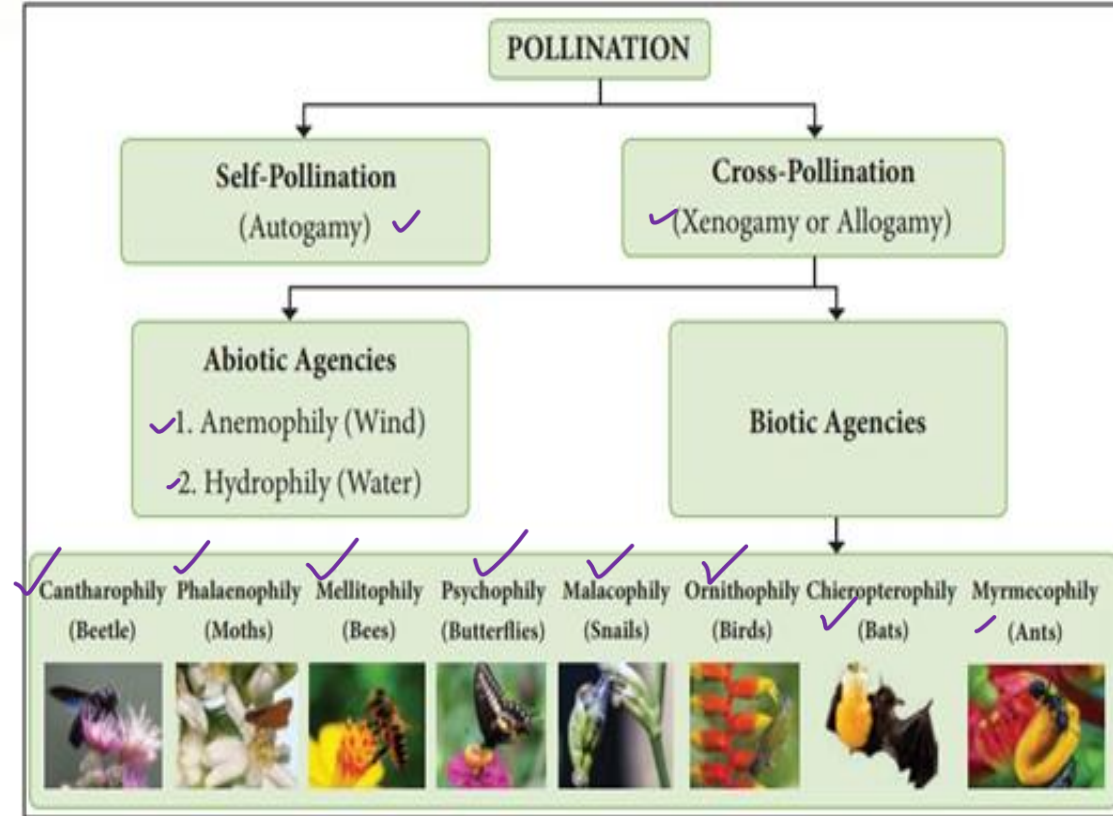 POLLINATION
Self-Pollination
(Autogamy)
Cross-Pollination
(Xenogamy or Allogamy)
Abiotic Agencies
1. Anemophily (Wind)
2. Hydrophily (Water)
Biotic Agencies
Cantharophily
(Beetle)
Phalaenophily
(Moths)
Mellitophily
(Bees)
Psychophily
(Butterflies)
Malacophily
(Snails)
Ornithophily
(Birds)
Chieropterophily
(Bats)
Myrmecophily
(Ants)